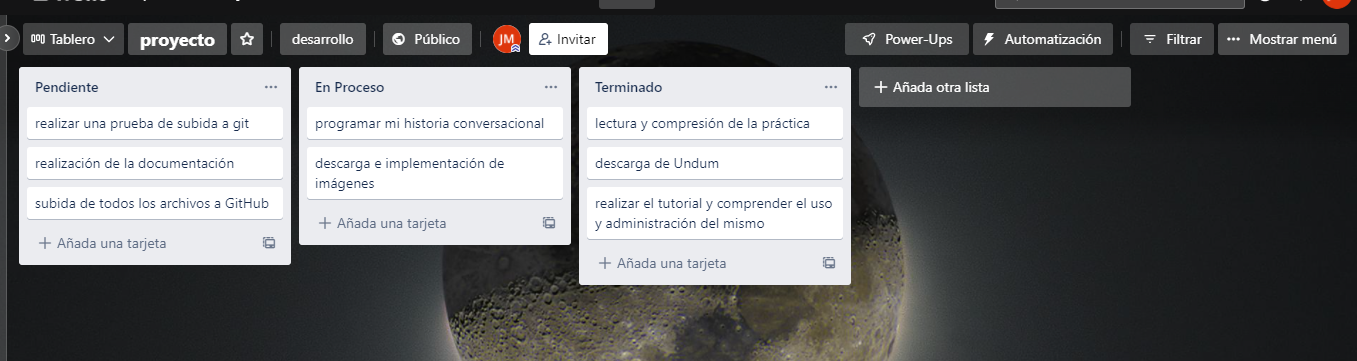 Tablero
proyecto
desarrollo
Público
JM
Invitar
Power-Ups
Automatización
Filtrar
Mostrar menú
Pendiente
realizar una prueba de subida a git
realización de la documentación
subida de todos los archivos a GitHub
Añada una tarjeta
En Proceso
programar mi historia conversacional
descarga e implementación de
imágenes
Añada una tarjeta
Terminado
lectura y compresión de la práctica
descarga de Undum
realizar el tutorial y comprender el uso
y administración del mismo
Añada una tarjeta
Añada otra lista